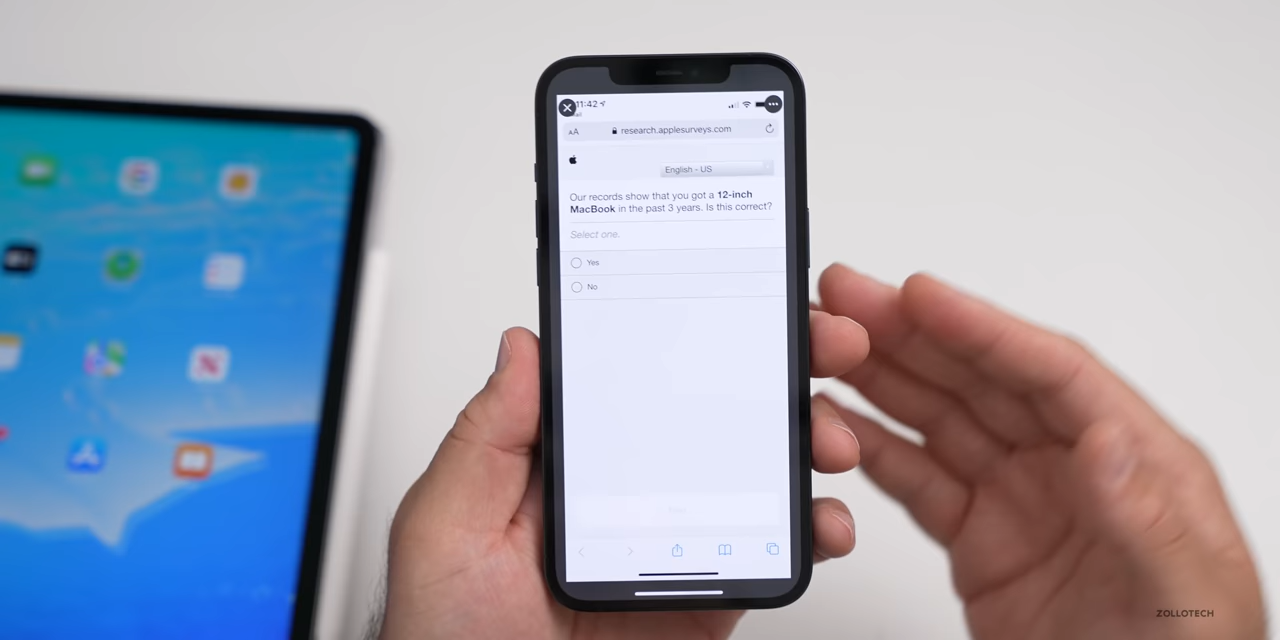 11:42
AA research.applesurveys.com
English - US
Our records show that you got a 12-inch
MacBook in the past 3 years. Is this correct?
Select one.
Yes
No
ZOLLOTECH